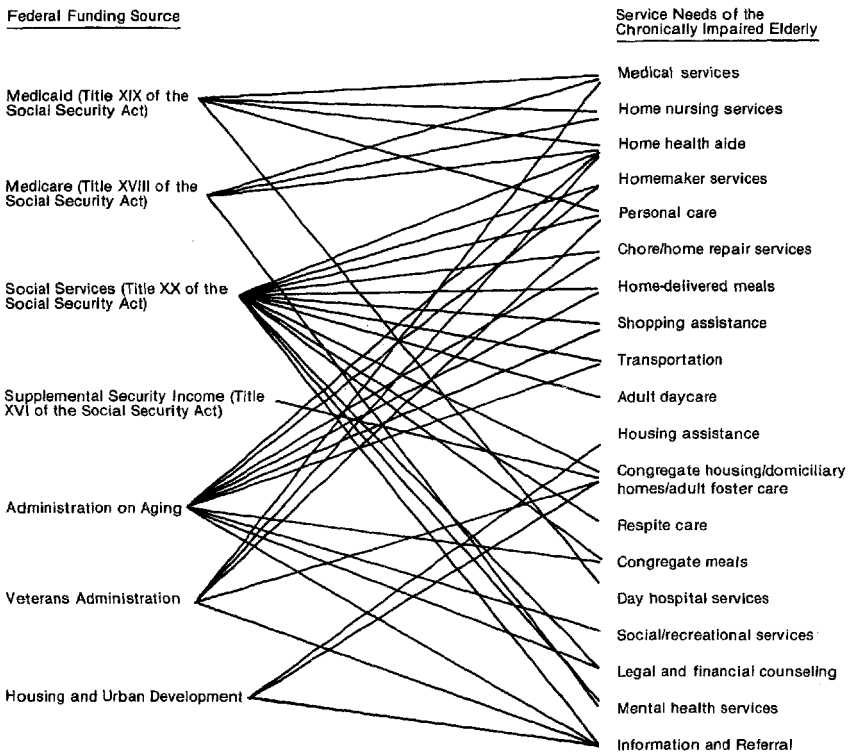 Federal Funding Source
Service Needs of the
Chronically Impaired Elderly
Medicaid (Title XIX of the
Social Security Act)
Medicare (Title XVIII of the
Social Security Act)
Social Services (Title XX of the
Social Security Act)
Supplemental Security Income (Title
XVI of the Social Security Act)
Administration on Aging
Veterans Administration
Housing and Urban Development
Medical services
Home nursing services
Home health aide
Homemaker services
Personal care
Chore/home repair services
Home-delivered meals
Shopping assistance
Transportation
Adult daycare
Housing assistance
Congregate housing/domiciliary
homes/adult foster care
Respite care
Congregate meals
Day hospital services
Social/recreational services
Legal and financial counseling
Mental health services
Information and Referral